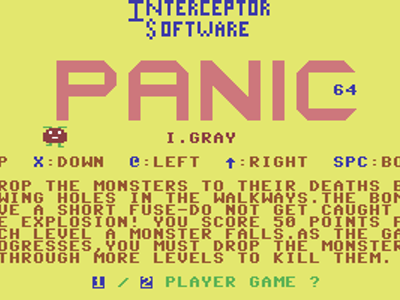 INTERCEPTOR
SOFTWARE
PANIC 64
I.GRAY
P X:DOWN @:LEFT ↑:RIGHT SPC:BO
ROP THE MONSTERS TO THEIR DEATHS B
WING HOLES IN THE WALKWAYS.THE BOM
VE A SHORT FUSE-DO NOT GET CAUGHT
E EXPLOSION! YOU SCORE 50 POINTS F
CH LEVEL A MONSTER FALLS.AS THE GA
OGRESSES,YOU MUST DROP THE MONSTER
THROUGH MORE LEVELS TO KILL THEM.
1 / 2 PLAYER GAME ?